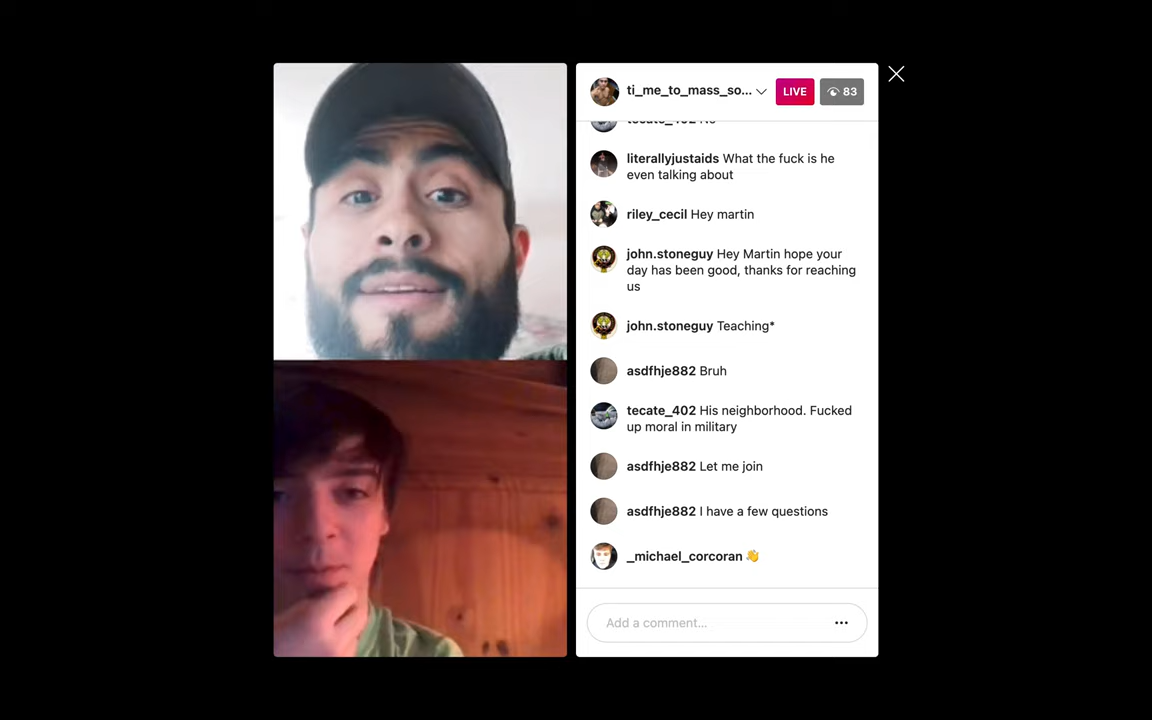 ti_me_to_mass_so...
LIVE
83
literallyjustaids What the fuck is he
even talking about
riley_cecil Hey martin
john.stoneguy Hey Martin hope your
day has been good, thanks for reaching
us
john.stoneguy Teaching*
asdfhje882 Bruh
tecate_402 His neighborhood. Fucked
up moral in military
asdfhje882 Let me join
asdfhje882 I have a few questions
_michael_corcoran 👋
Add a comment...